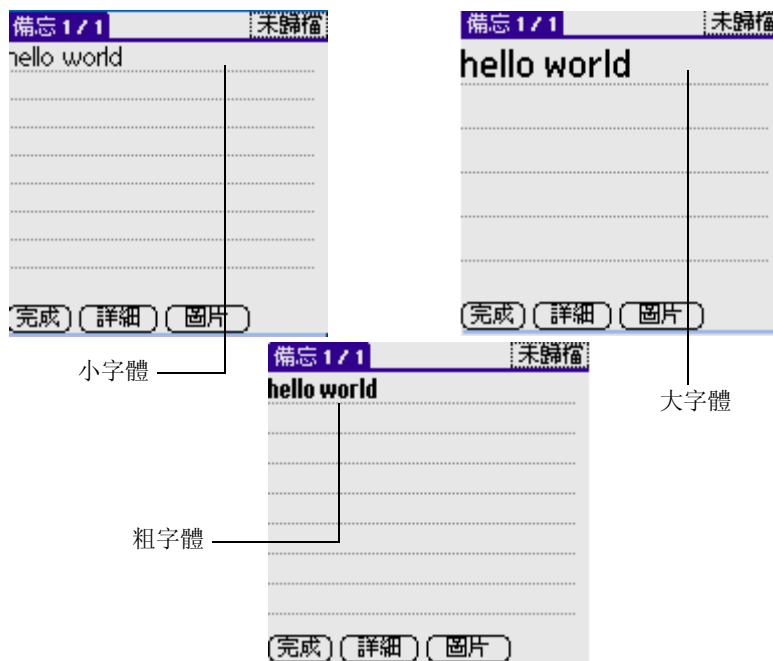 備忘 1 / 1 未歸檔
hello world
完成 詳細 圖片
小字體
備忘 1 / 1 未歸檔
hello world
完成 詳細 圖片
大字體
備忘 1 / 1 未歸檔
hello world
粗字體
完成 詳細 圖片